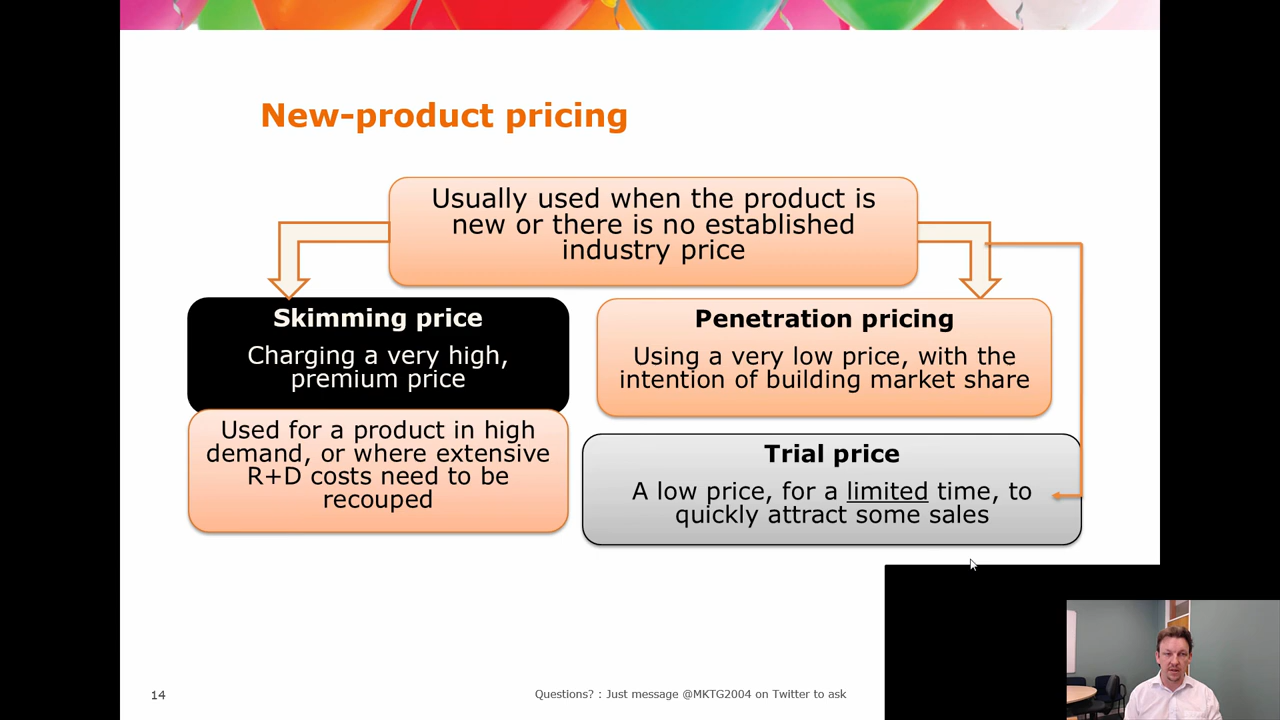 New-product pricing
Usually used when the product is
new or there is no established
industry price
Skimming price
Charging a very high,
premium price
Used for a product in high
demand, or where extensive
R+D costs need to be
recouped
Penetration pricing
Using a very low price, with the
intention of building market share
Trial price
A low price, for a limited time, to
quickly attract some sales
14
Questions? : Just message @MKTG2004 on Twitter to ask